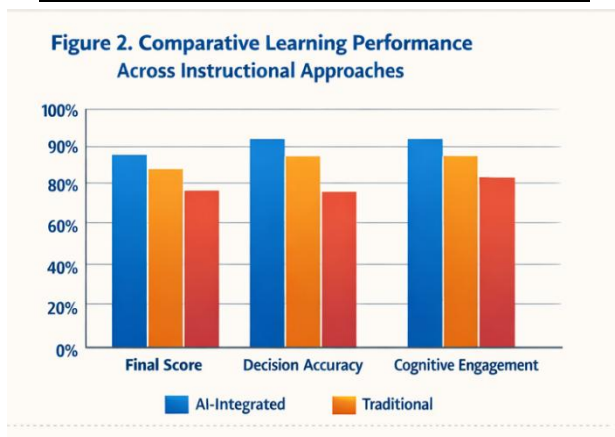 Figure 2. Comparative Learning Performance
Across Instructional Approaches
100%
90%
80%
60%
40%
20%
0%
Final Score
Decision Accuracy
Cognitive Engagement
AI-Integrated
Traditional